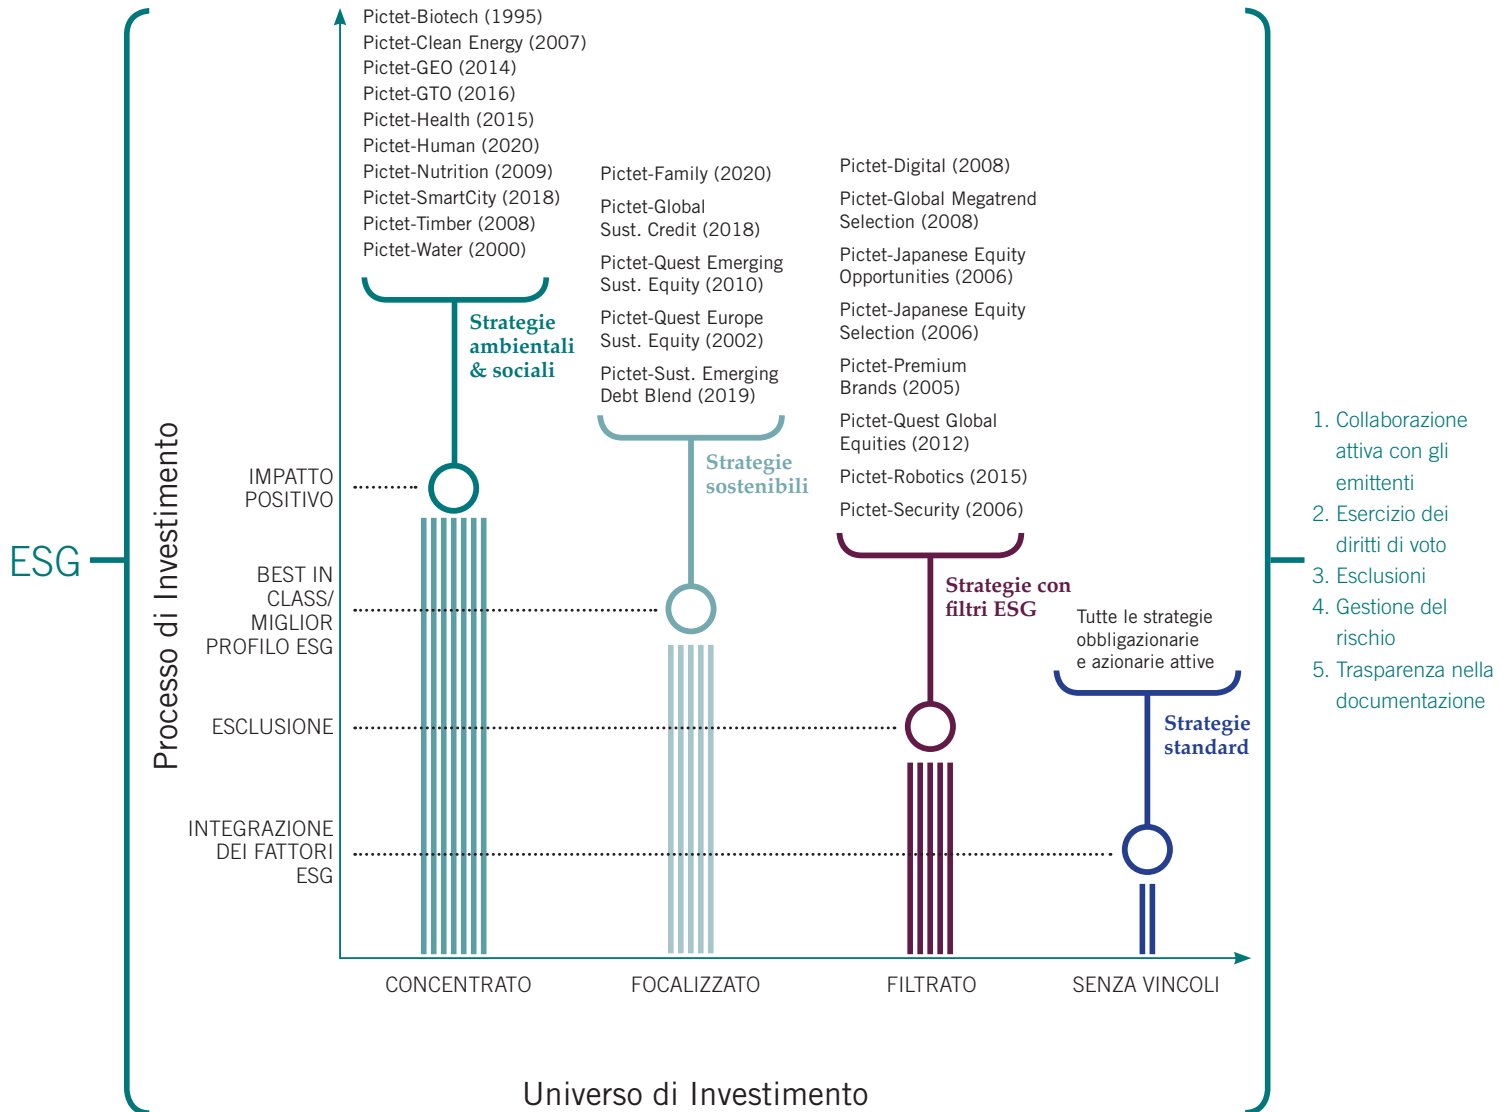 ESG
Processo di Investimento
IMPATTO
POSITIVO
BEST IN
CLASS/
MIGLIOR
PROFILO ESG
ESCLUSIONE
INTEGRAZIONE
DEI FATTORI
ESG
Pictet-Biotech (1995)
Pictet-Clean Energy (2007)
Pictet-GEO (2014)
Pictet-GTO (2016)
Pictet-Health (2015)
Pictet-Human (2020)
Pictet-Nutrition (2009)
Pictet-SmartCity (2018)
Pictet-Timber (2008)
Pictet-Water (2000)
Strategie
ambientali
& sociali
Pictet-Family (2020)
Pictet-Global
Sust. Credit (2018)
Pictet-Quest Emerging
Sust. Equity (2010)
Pictet-Quest Europe
Sust. Equity (2002)
Pictet-Sust. Emerging
Debt Blend (2019)
Strategie
sostenibili
Pictet-Digital (2008)
Pictet-Global Megatrend
Selection (2008)
Pictet-Japanese Equity
Opportunities (2006)
Pictet-Japanese Equity
Selection (2006)
Pictet-Premium
Brands (2005)
Pictet-Quest Global
Equities (2012)
Pictet-Robotics (2015)
Pictet-Security (2006)
Strategie con
filtri ESG
Tutte le strategie
obbligazionarie
e azionarie attive
Strategie
standard
CONCENTRATO
FOCALIZZATO
FILTRATO
SENZA VINCOLI
Universo di Investimento
1. Collaborazione
attiva con gli
emittenti
2. Esercizio dei
diritti di voto
3. Esclusioni
4. Gestione del
rischio
5. Trasparenza nella
documentazione